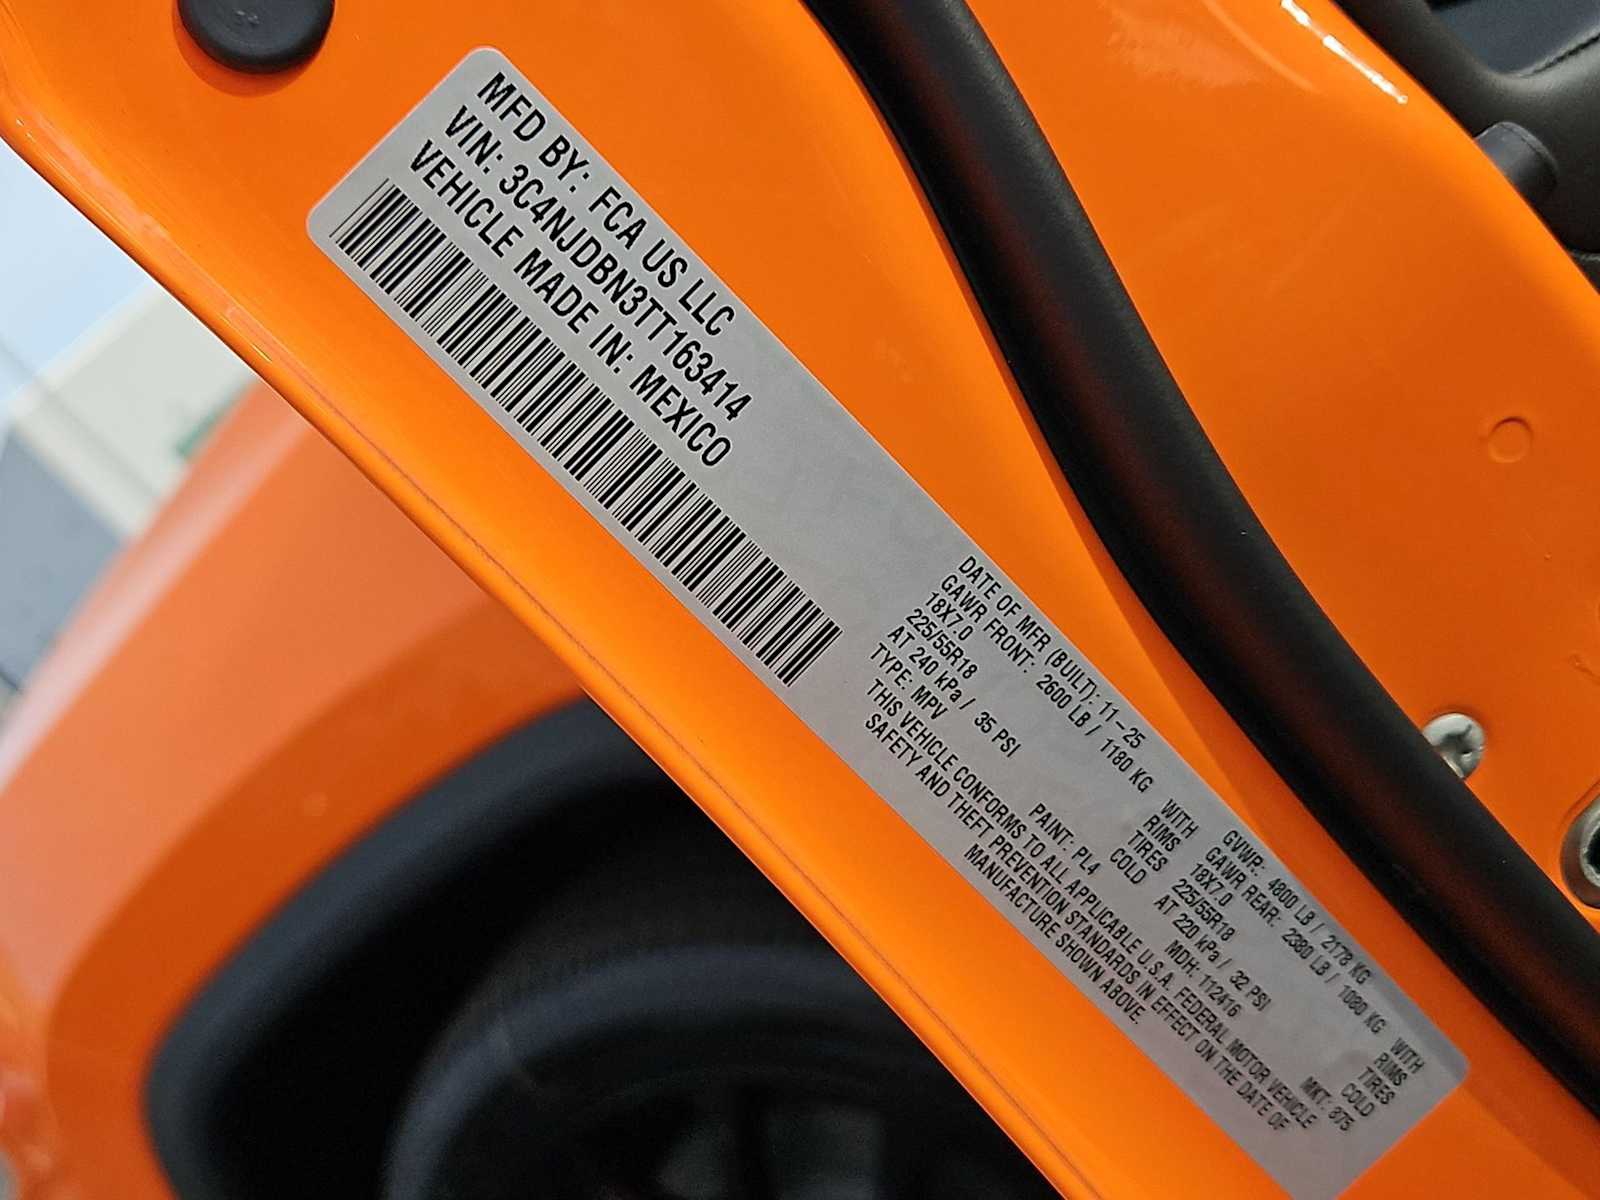 MFD BY: FCA US LLC
VIN: 3C4NJDBN3TT163414
VEHICLE MADE IN: MEXICO
DATE OF MFR (BUILT): 11-25 GVWR: 4800 LB / 2178 KG
GAWR FRONT: 2600 LB / 1180 KG WITH GAWR REAR: 2380 LB / 1080 KG WITH
18X7.0 RIMS 18X7.0 RIMS
225/55R18 TIRES 225/55R18 TIRES
AT 240 kPa / 35 PSI COLD AT 220 kPa / 32 PSI COLD
TYPE: MPV PAINT: PL4 MDH: 112416 MKT: 875
THIS VEHICLE CONFORMS TO ALL APPLICABLE U.S.A. FEDERAL MOTOR VEHICLE
SAFETY AND THEFT PREVENTION STANDARDS IN EFFECT ON THE DATE OF
MANUFACTURE SHOWN ABOVE.